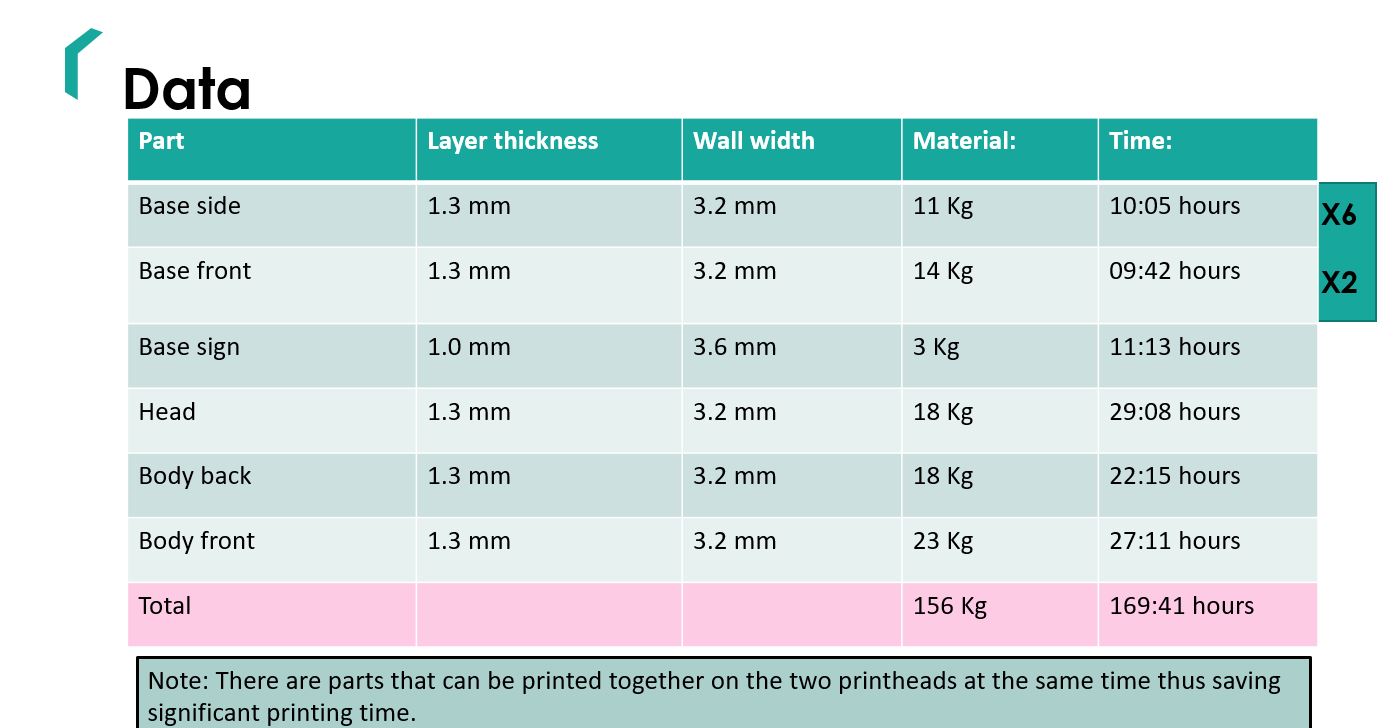 Data
Part Layer thickness Wall width Material: Time:
Base side 1.3 mm 3.2 mm 11 Kg 10:05 hours X6
Base front 1.3 mm 3.2 mm 14 Kg 09:42 hours X2
Base sign 1.0 mm 3.6 mm 3 Kg 11:13 hours
Head 1.3 mm 3.2 mm 18 Kg 29:08 hours
Body back 1.3 mm 3.2 mm 18 Kg 22:15 hours
Body front 1.3 mm 3.2 mm 23 Kg 27:11 hours
Total 156 Kg 169:41 hours
Note: There are parts that can be printed together on the two printheads at the same time thus saving
significant printing time.